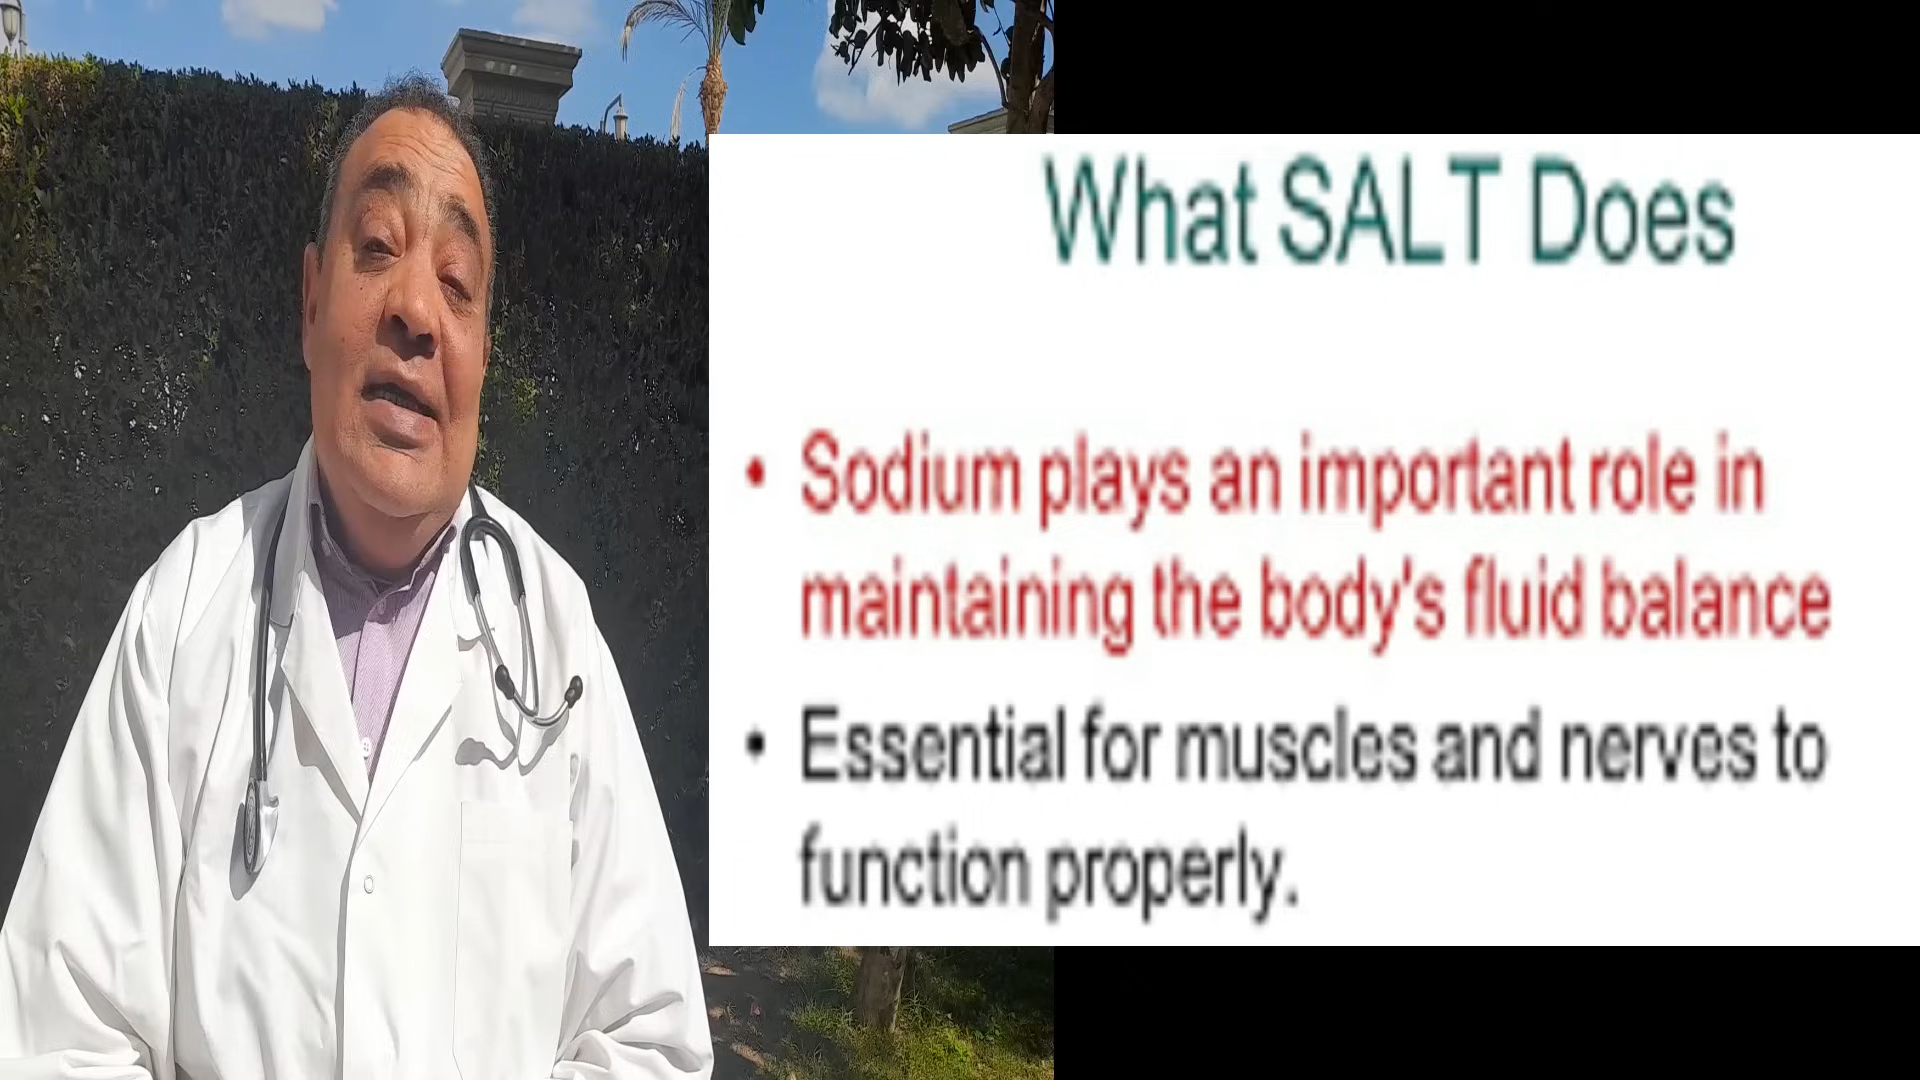 What SALT Does
• Sodium plays an important role in
maintaining the body's fluid balance
• Essential for muscles and nerves to
function properly.